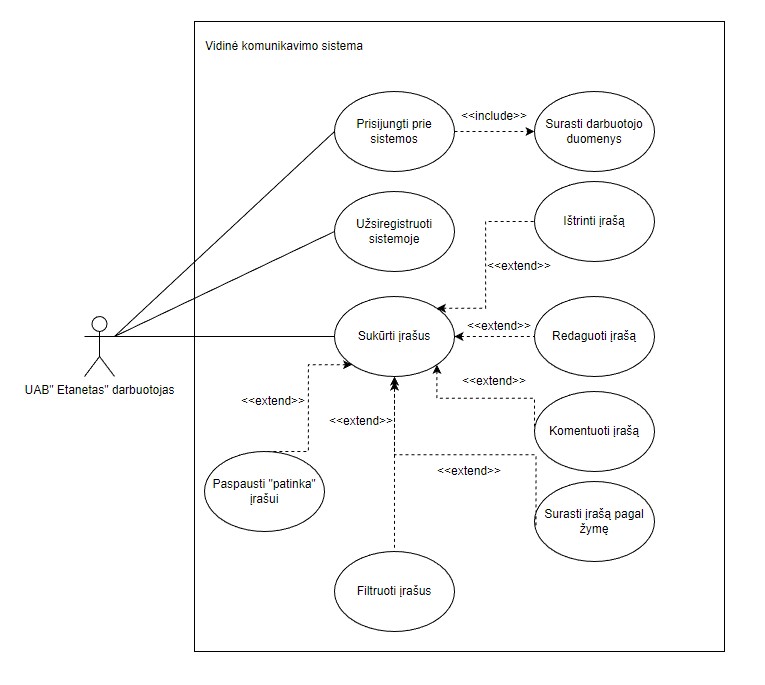 Vidinė komunikavimo sistema
Prisijungti prie
sistemos
<<include>>
Surasti darbuotojo
duomenys
Užsiregistruoti
sistemoje
Ištrinti įrašą
<<extend>>
Sukūrti įrašus
<<extend>>
Redaguoti įrašą
UAB" Etanetas" darbuotojas
<<extend>>
<<extend>>
<<extend>>
Komentuoti įrašą
<<extend>>
Paspausti "patinka"
įrašui
Surasti įrašą pagal
žymę
Filtruoti įrašus